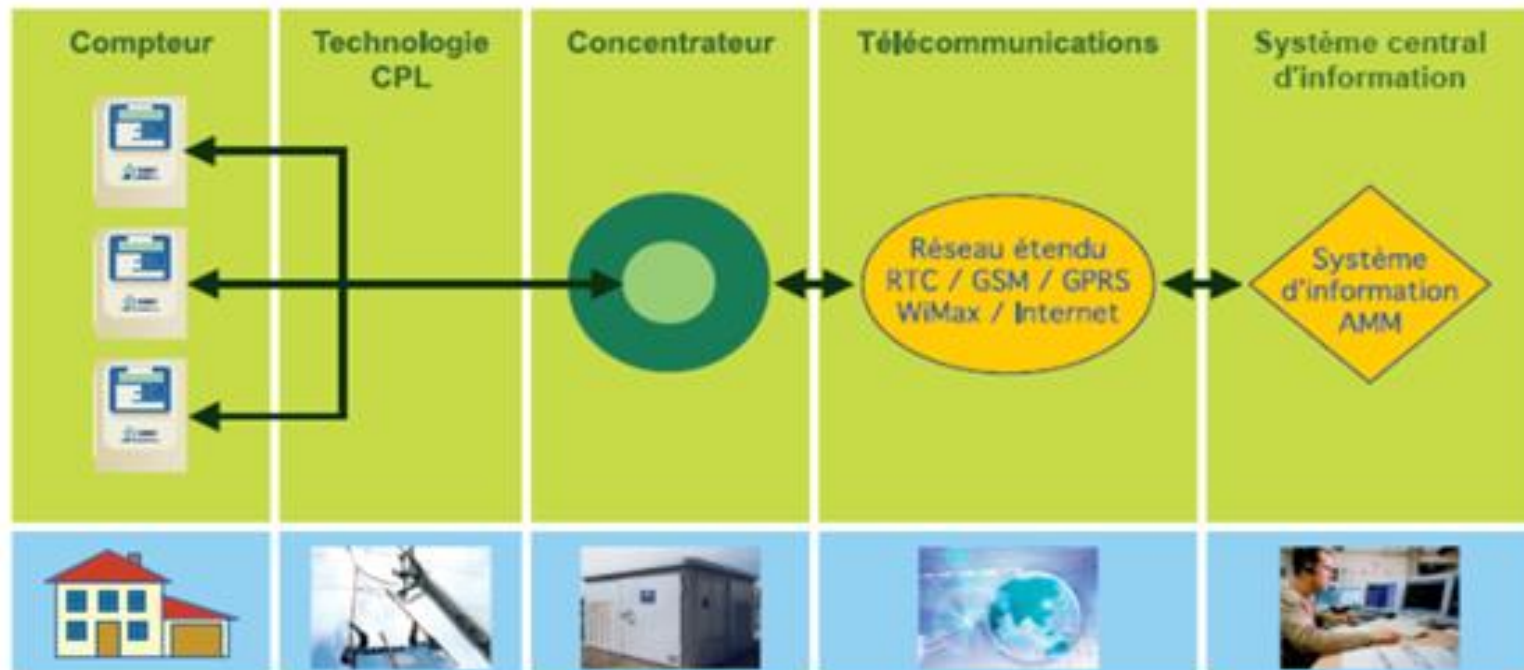 Compteur
Technologie
CPL
Concentrateur
Télécommunications
Système central
d'information
Réseau étendu
RTC / GSM / GPRS
WiMax / Internet
Système
d'information
AMM